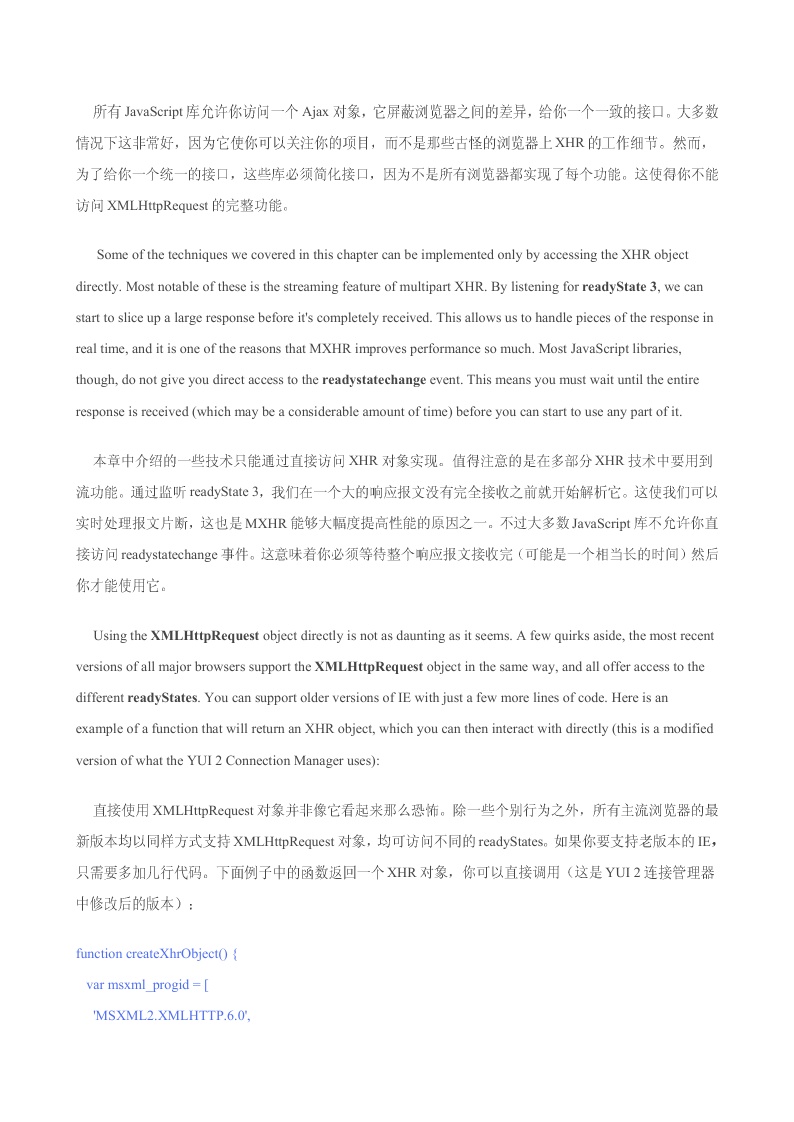 所有 JavaScript 库允许你访问一个 Ajax 对象，它屏蔽浏览器之间的差异，给你一个一致的接口。大多数
情况下这非常好，因为它使你可以关注你的项目，而不是那些古怪的浏览器上 XHR 的工作细节。然而，
为了给你一个统一的接口，这些库必须简化接口，因为不是所有浏览器都实现了每个功能。这使得你不能
访问 XMLHttpRequest 的完整功能。
Some of the techniques we covered in this chapter can be implemented only by accessing the XHR object
directly. Most notable of these is the streaming feature of multipart XHR. By listening for readyState 3, we can
start to slice up a large response before it's completely received. This allows us to handle pieces of the response in
real time, and it is one of the reasons that MXHR improves performance so much. Most JavaScript libraries,
though, do not give you direct access to the readystatechange event. This means you must wait until the entire
response is received (which may be a considerable amount of time) before you can start to use any part of it.
本章中介绍的一些技术只能通过直接访问 XHR 对象实现。值得注意的是在多部分 XHR 技术中要用到
流功能。通过监听 readyState 3，我们在一个大的响应报文没有完全接收之前就开始解析它。这使我们可以
实时处理报文片断，这也是 MXHR 能够大幅度提高性能的原因之一。不过大多数 JavaScript 库不允许你直
接访问 readystatechange 事件。这意味着你必须等待整个响应报文接收完（可能是一个相当长的时间）然后
你才能使用它。
Using the XMLHttpRequest object directly is not as daunting as it seems. A few quirks aside, the most recent
versions of all major browsers support the XMLHttpRequest object in the same way, and all offer access to the
different readyStates. You can support older versions of IE with just a few more lines of code. Here is an
example of a function that will return an XHR object, which you can then interact with directly (this is a modified
version of what the YUI 2 Connection Manager uses):
直接使用 XMLHttpRequest 对象并非像它看起来那么恐怖。除一些个别行为之外，所有主流浏览器的最
新版本均以同样方式支持 XMLHttpRequest 对象，均可访问不同的 readyStates。如果你要支持老版本的 IE，
只需要多加几行代码。下面例子中的函数返回一个 XHR 对象，你可以直接调用（这是 YUI 2 连接管理器
中修改后的版本）；
function createXhrObject() {
var msxml_progid = [
'MSXML2.XMLHTTP.6.0',